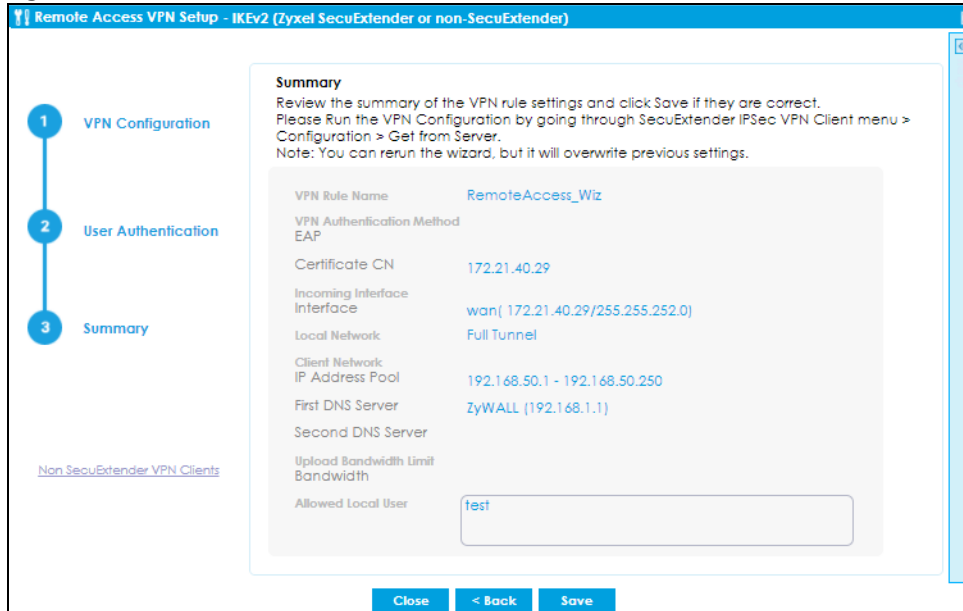 Remote Access VPN Setup - IKEv2 (Zyxel SecuExtender or non-SecuExtender)
1 VPN Configuration
2 User Authentication
3 Summary
Non SecuExtender VPN Clients
Summary
Review the summary of the VPN rule settings and click Save if they are correct.
Please Run the VPN Configuration by going through SecuExtender IPSec VPN Client menu >
Configuration > Get from Server.
Note: You can rerun the wizard, but it will overwrite previous settings.
VPN Rule Name RemoteAccess_Wiz
VPN Authentication Method
EAP
Certificate CN 172.21.40.29
Incoming Interface
Interface wan( 172.21.40.29/255.255.252.0)
Local Network Full Tunnel
Client Network
IP Address Pool 192.168.50.1 - 192.168.50.250
First DNS Server ZyWALL (192.168.1.1)
Second DNS Server
Upload Bandwidth Limit
Bandwidth
Allowed Local User test
Close < Back Save